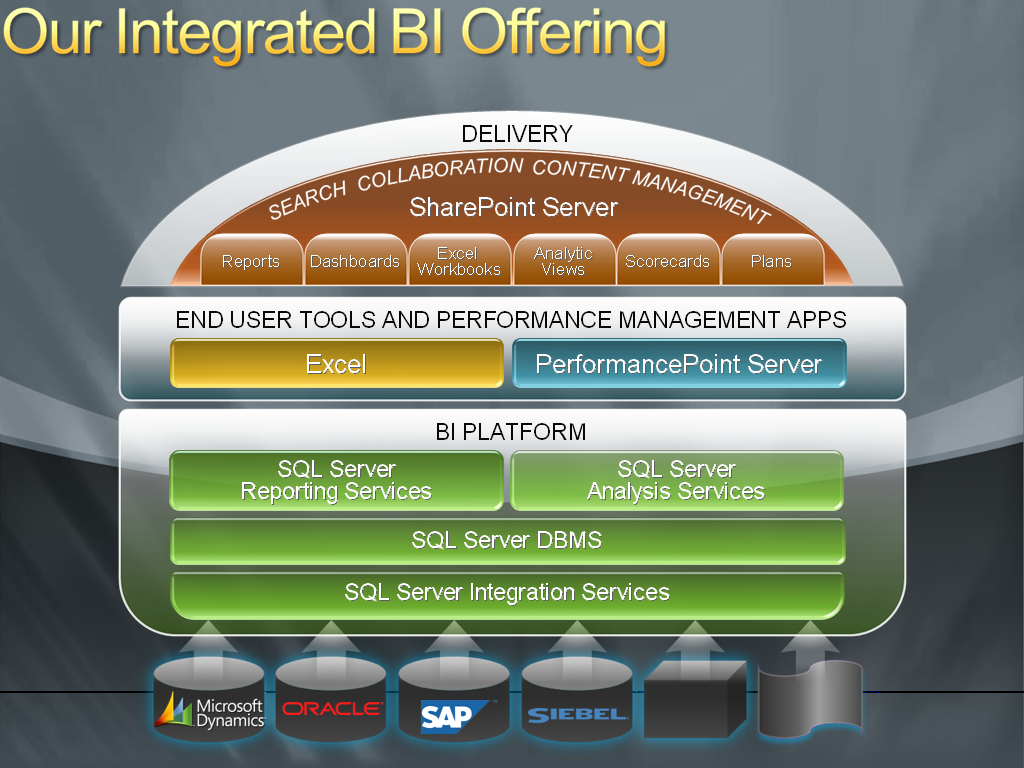 Our Integrated BI Offering
DELIVERY
SEARCH COLLABORATION CONTENT MANAGEMENT
SharePoint Server
Reports
Dashboards
Excel
Workbooks
Analytic
Views
Scorecards
Plans
END USER TOOLS AND PERFORMANCE MANAGEMENT APPS
Excel
PerformancePoint Server
BI PLATFORM
SQL Server
Reporting Services
SQL Server
Analysis Services
SQL Server DBMS
SQL Server Integration Services
Microsoft
Dynamics
ORACLE
SAP
SIEBEL